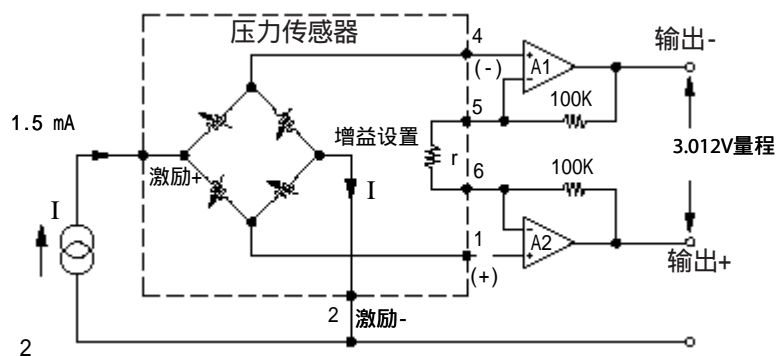 压力传感器
4
输出-
(-)
A1
1.5 mA
5
100K
增益设置
3.012V量程
激励+
r
6
100K
I
I
1
A2
(+)
输出+
2
激励-
2